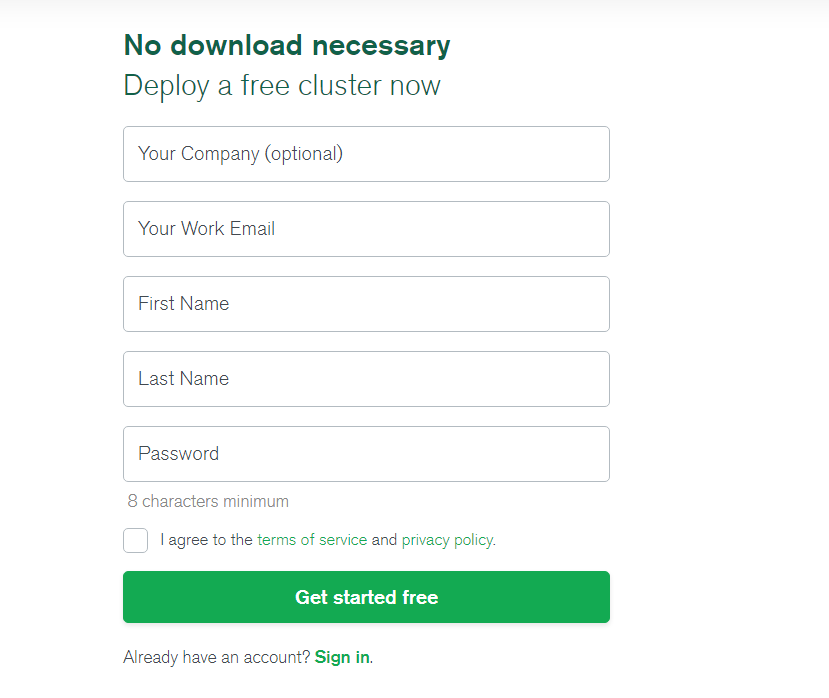 No download necessary
Deploy a free cluster now
Your Company (optional)
Your Work Email
First Name
Last Name
Password
8 characters minimum
I agree to the terms of service and privacy policy.
Get started free
Already have an account? Sign in.